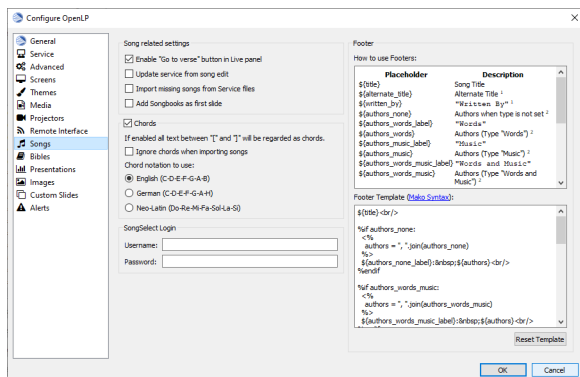 Configure OpenLP
General
Service
Advanced
Screens
Themes
Media
Projectors
Remote Interface
Songs
Bibles
Presentations
Images
Custom Slides
Alerts
Song related settings
Enable "Go to verse" button in Live panel
Update service from song edit
Import missing songs from Service files
Add Songbooks as first slide
Chords
If enabled all text between "[" and "]" will be regarded as chords.
Ignore chords when importing songs
Chord notation to use:
English (C-D-E-F-G-A-B)
German (C-D-E-F-G-A-H)
Neo-Latin (Do-Re-Mi-Fa-Sol-La-Si)
SongSelect Login
Username:
Password:
Footer
How to use Footers:
Placeholder Description
${title} Song Title
${alternate_title} Alternate Title 1
${written_by} "Written By" 1
${authors_none} Authors when type is not set 2
${authors_words_label} "Words"
${authors_words} Authors (Type "Words") 2
${authors_music_label} "Music"
${authors_music} Authors (Type "Music") 2
${authors_words_music_label} "Words and Music"
${authors_words_music} Authors (Type "Words and
Music") 2
Footer Template (Mako Syntax):
${title}<br/>
%if authors_none:
<%
authors = ", ".join(authors_none)
%>
${authors_none_label}:&nbsp;${authors}<br/>
%endif
%if authors_words_music:
<%
authors = ", ".join(authors_words_music)
%>
${authors_words_music_label}:&nbsp;${authors}<br/>
Reset Template
OK Cancel